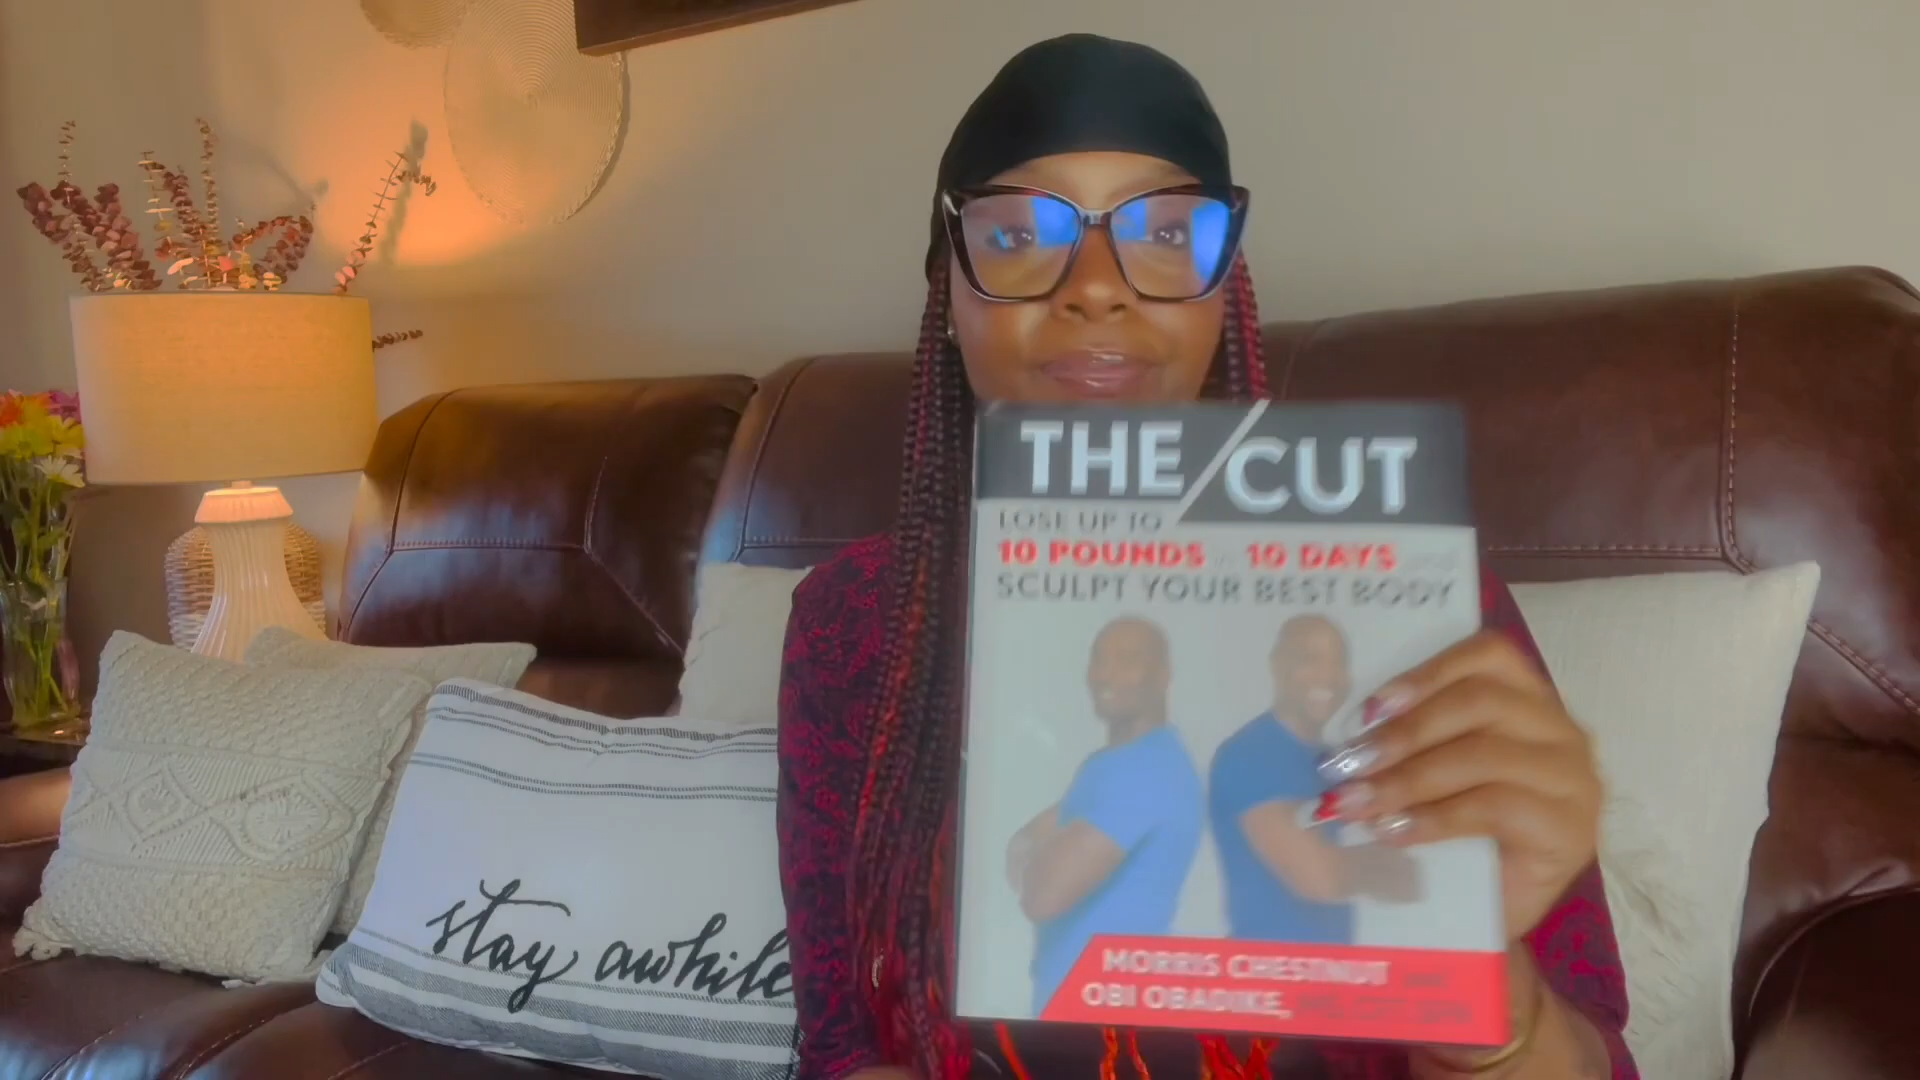 THE/CUT
LOSE UP TO
10 POUNDS in 10 DAYS
SCULPT YOUR BEST BODY
MORRIS CHESTNUT
OBI OBADIKE,
stay awhile